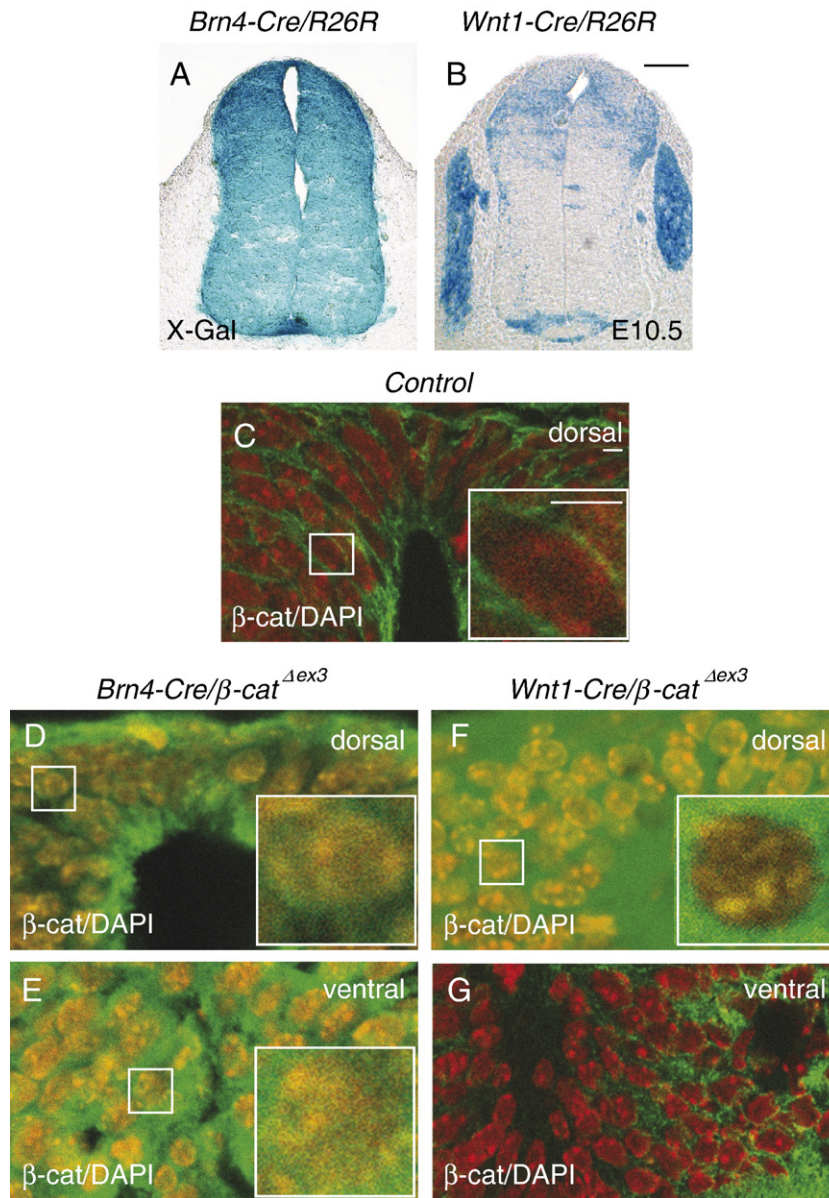 Brn4-Cre/R26R
Wnt1-Cre/R26R
A
B
X-Gal
E10.5
Control
C
dorsal
β-cat/DAPI
Brn4-Cre/β-cat Δex3
Wnt1-Cre/β-cat Δex3
D
dorsal
β-cat/DAPI
F
dorsal
β-cat/DAPI
E
ventral
β-cat/DAPI
G
ventral
β-cat/DAPI